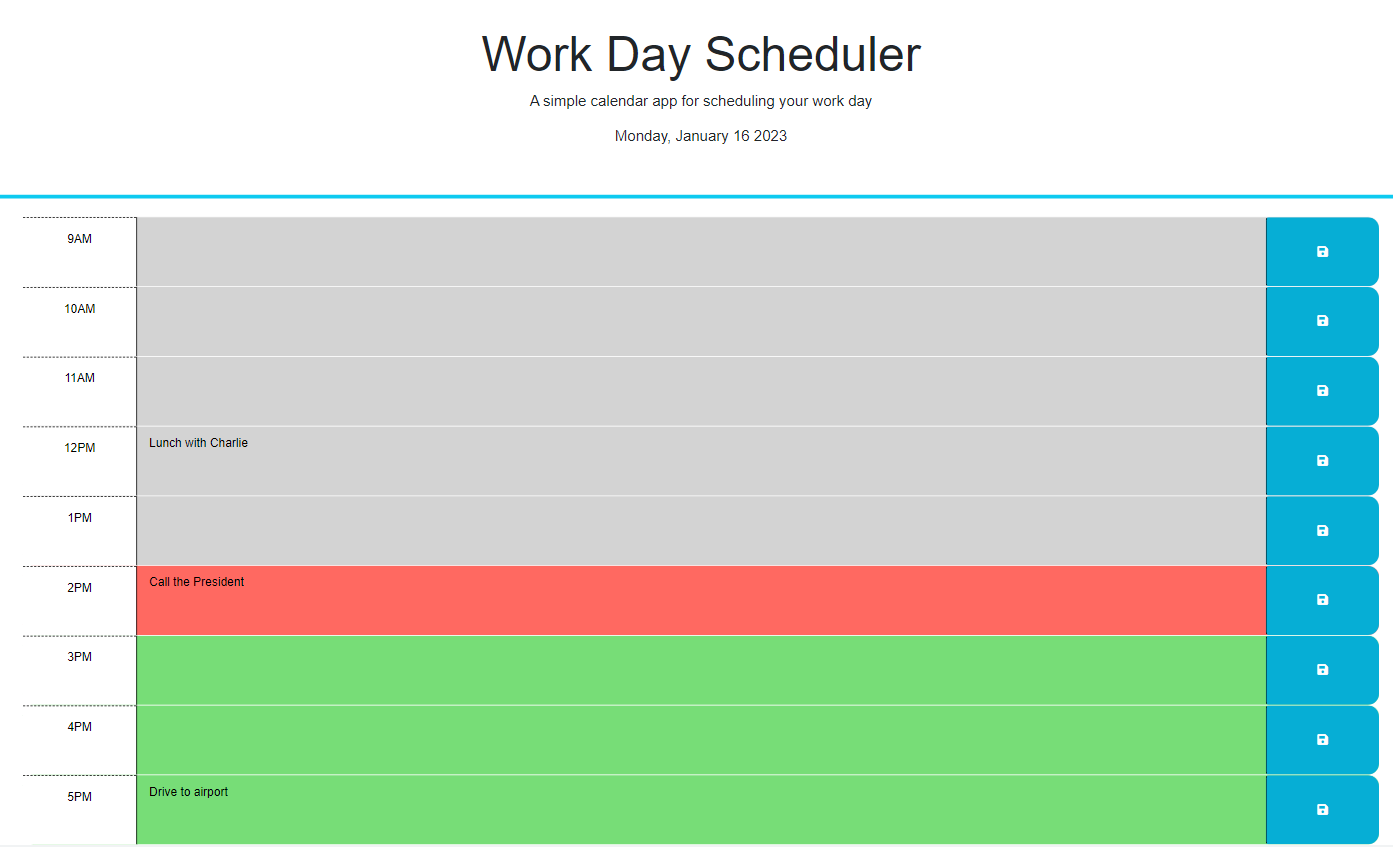 Work Day Scheduler
A simple calendar app for scheduling your work day
Monday, January 16 2023
9AM
10AM
11AM
12PM
Lunch with Charlie
1PM
2PM
Call the President
3PM
4PM
5PM
Drive to airport